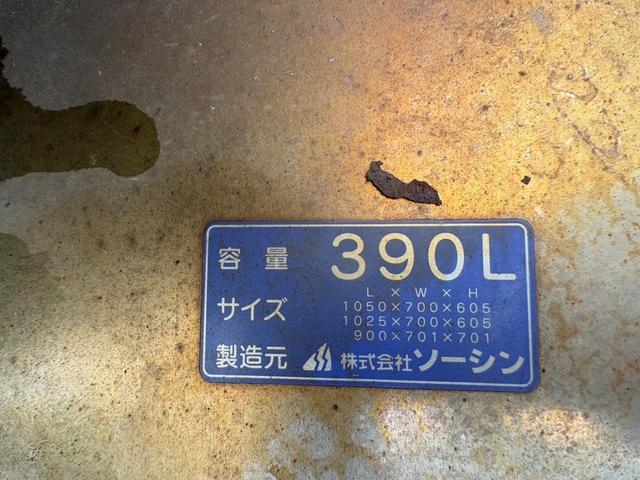 容量 390L
L × W × H
サイズ 1050×700×605
1025×700×605
900×701×701
製造元 株式会社ソーシン